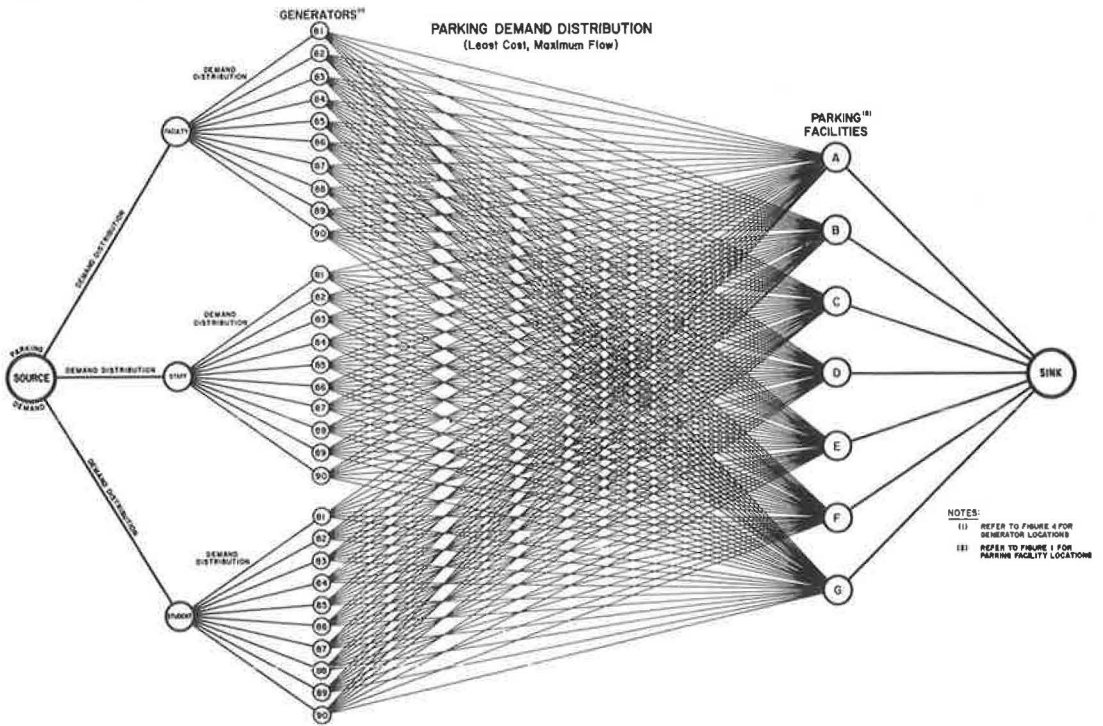 GENERATORS(1)
PARKING DEMAND DISTRIBUTION
(Least Cost, Maximum Flow)
DEMAND
DISTRIBUTION
81
82
83
84
85
86
87
88
89
90
FACULTY
DEMAND DISTRIBUTION
DEMAND
DISTRIBUTION
81
82
83
84
85
86
87
88
89
90
PARKING
SOURCE
DEMAND
DEMAND DISTRIBUTION
STAFF
DEMAND DISTRIBUTION
DEMAND
DISTRIBUTION
81
82
83
84
85
86
87
88
89
90
STUDENT
PARKING(2)
FACILITIES
A
B
C
D
E
F
G
SINK
NOTES:
(1) REFER TO FIGURE 4 FOR
GENERATOR LOCATIONS
(2) REFER TO FIGURE 1 FOR
PARKING FACILITY LOCATIONS